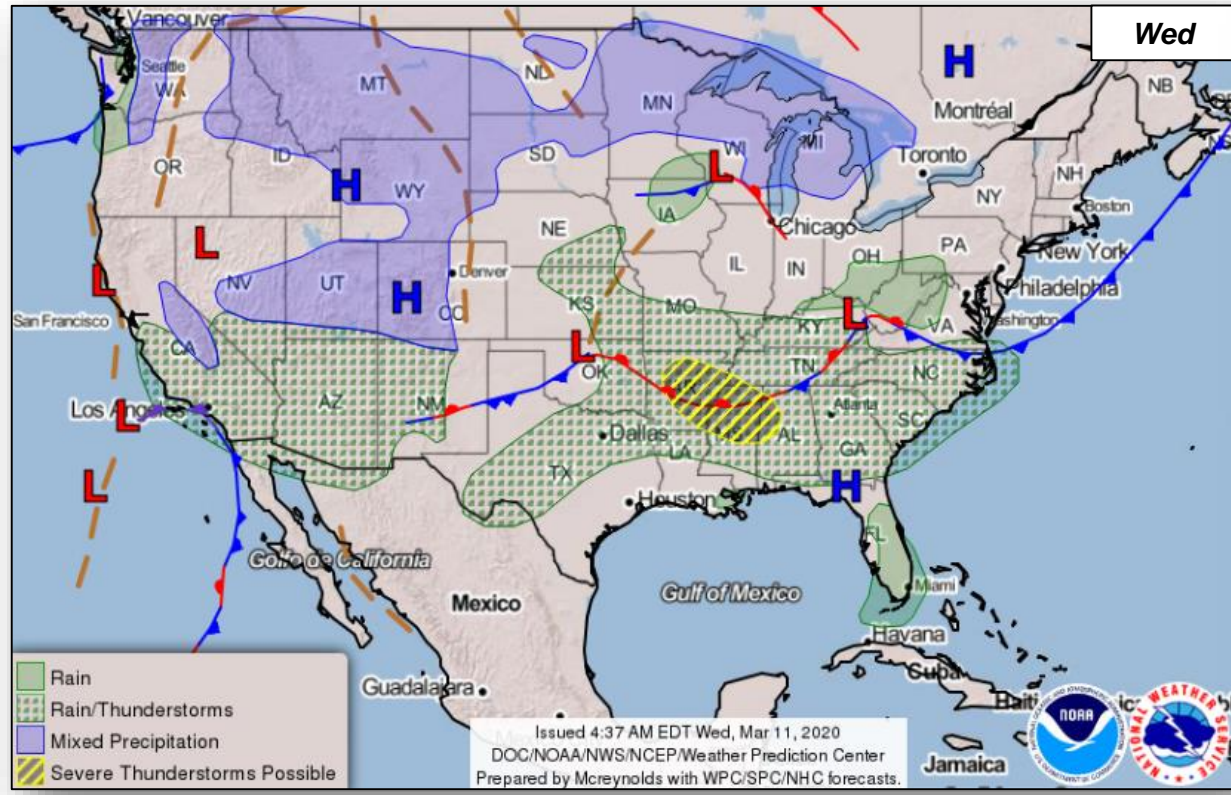 Wed
Vancouver
Seattle
WA
MT
ND
MN
Montréal
NB
OR
ID
WY
SD
WI
MI
Toronto
NY
NH
Boston
H
H
L
L
NE
IA
Chicago
IL
IN
OH
PA
New York
Philadelphia
NV
UT
H
Denver
CO
KS
MO
KY
L
VA
L
San Francisco
CA
AZ
NM
L
OK
TN
NC
L
Los Angeles
Dallas
AL
Atlanta
SC
GA
LA
TX
L
Houston
H
FL
Golfo de California
Mexico
Gulf of Mexico
Miami
Havana
Cuba
Guadalajara
Jamaica
Rain
Rain/Thunderstorms
Mixed Precipitation
Severe Thunderstorms Possible
Issued 4:37 AM EDT Wed, Mar 11, 2020
DOC/NOAA/NWS/NCEP/Weather Prediction Center
Prepared by Mcreynolds with WPC/SPC/NHC forecasts.
NOAA
NATIONAL WEATHER SERVICE